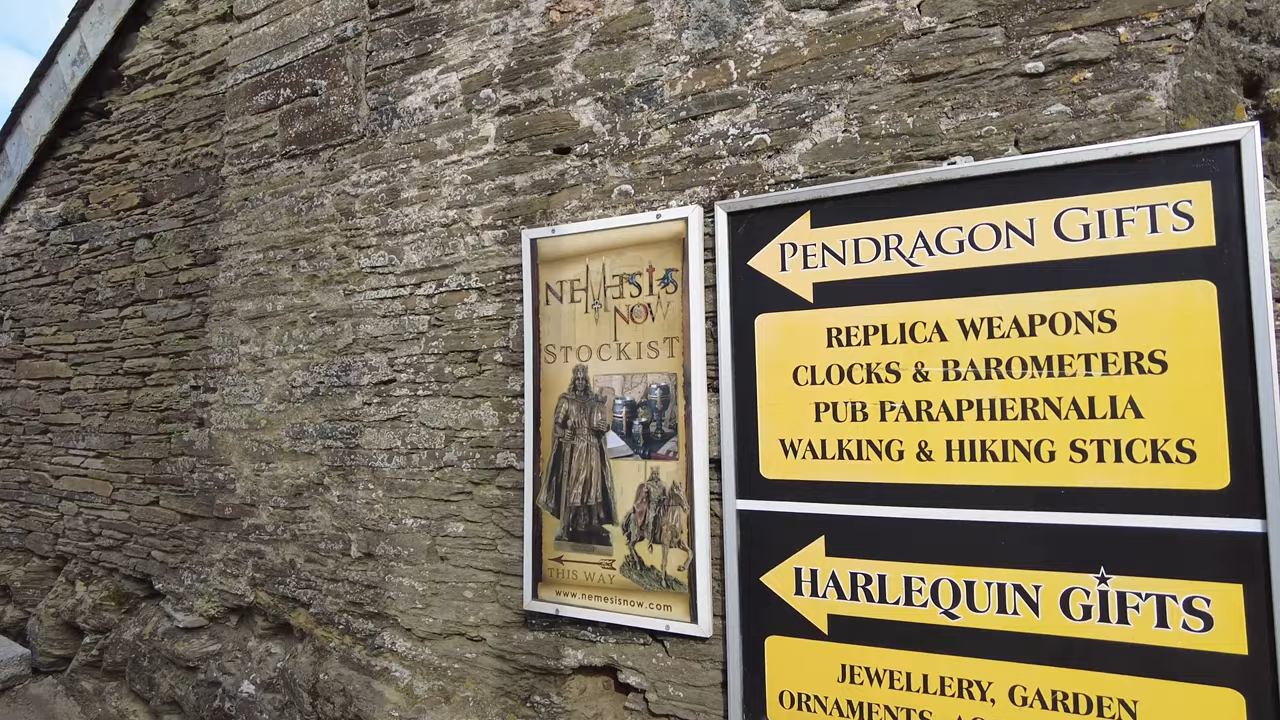 NEMESIS
NOW
STOCKIST
THIS WAY
www.nemesisnow.com
PENDRAGON GIFTS
REPLICA WEAPONS
CLOCKS & BAROMETERS
PUB PARAPHERNALIA
WALKING & HIKING STICKS
HARLEQUIN GIFTS
JEWELLERY, GARDEN
ORNAMENTS,